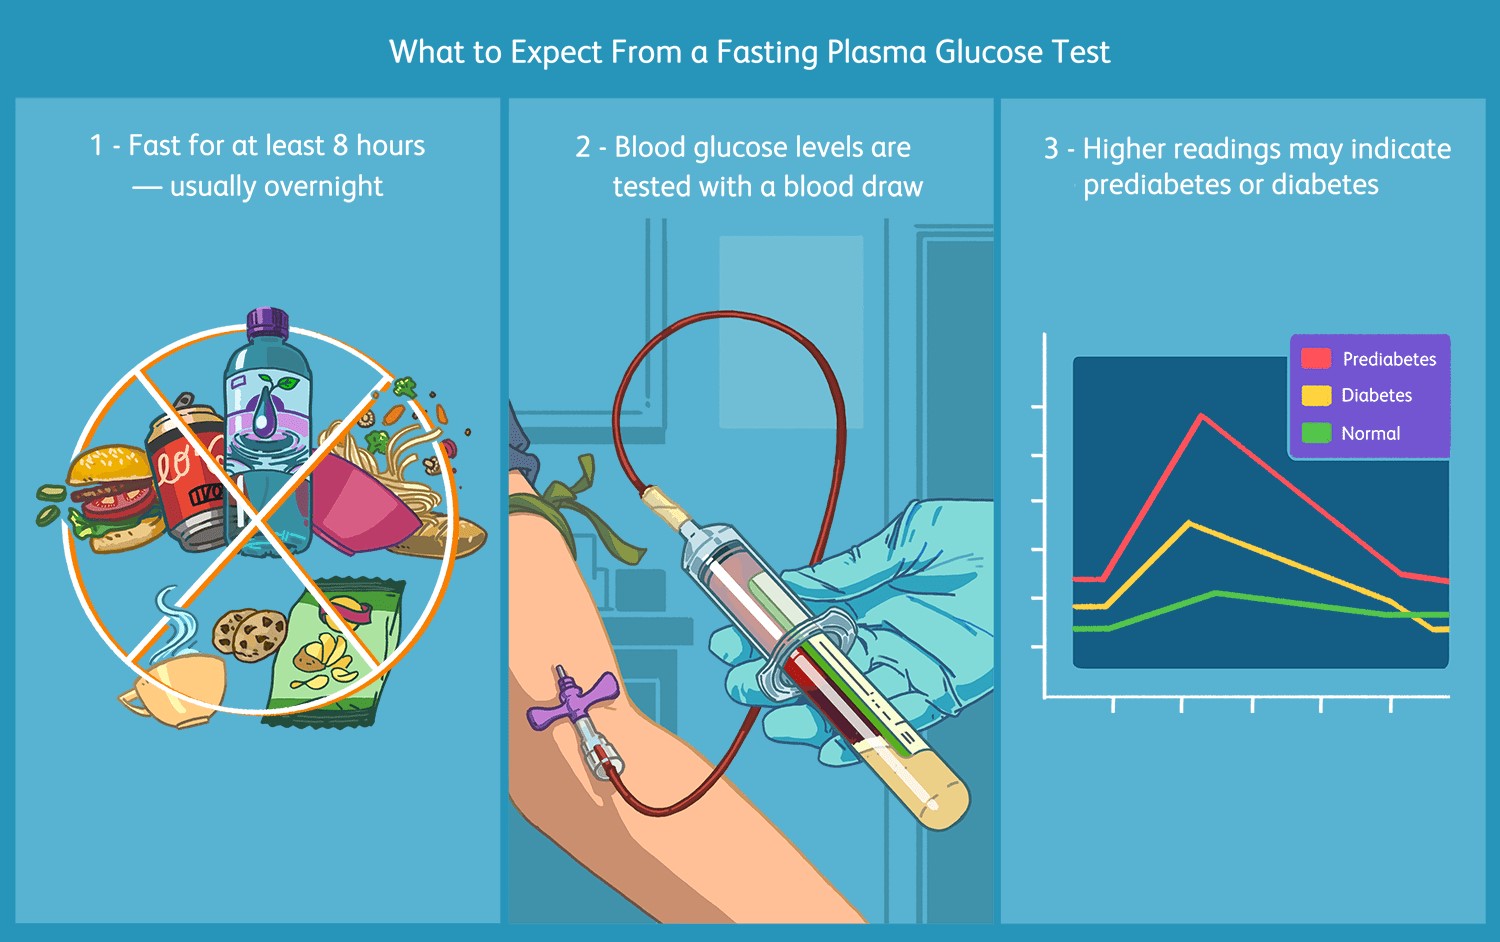 What to Expect From a Fasting Plasma Glucose Test
1 - Fast for at least 8 hours
— usually overnight
2 - Blood glucose levels are
tested with a blood draw
3 - Higher readings may indicate
prediabetes or diabetes
Prediabetes
Diabetes
Normal